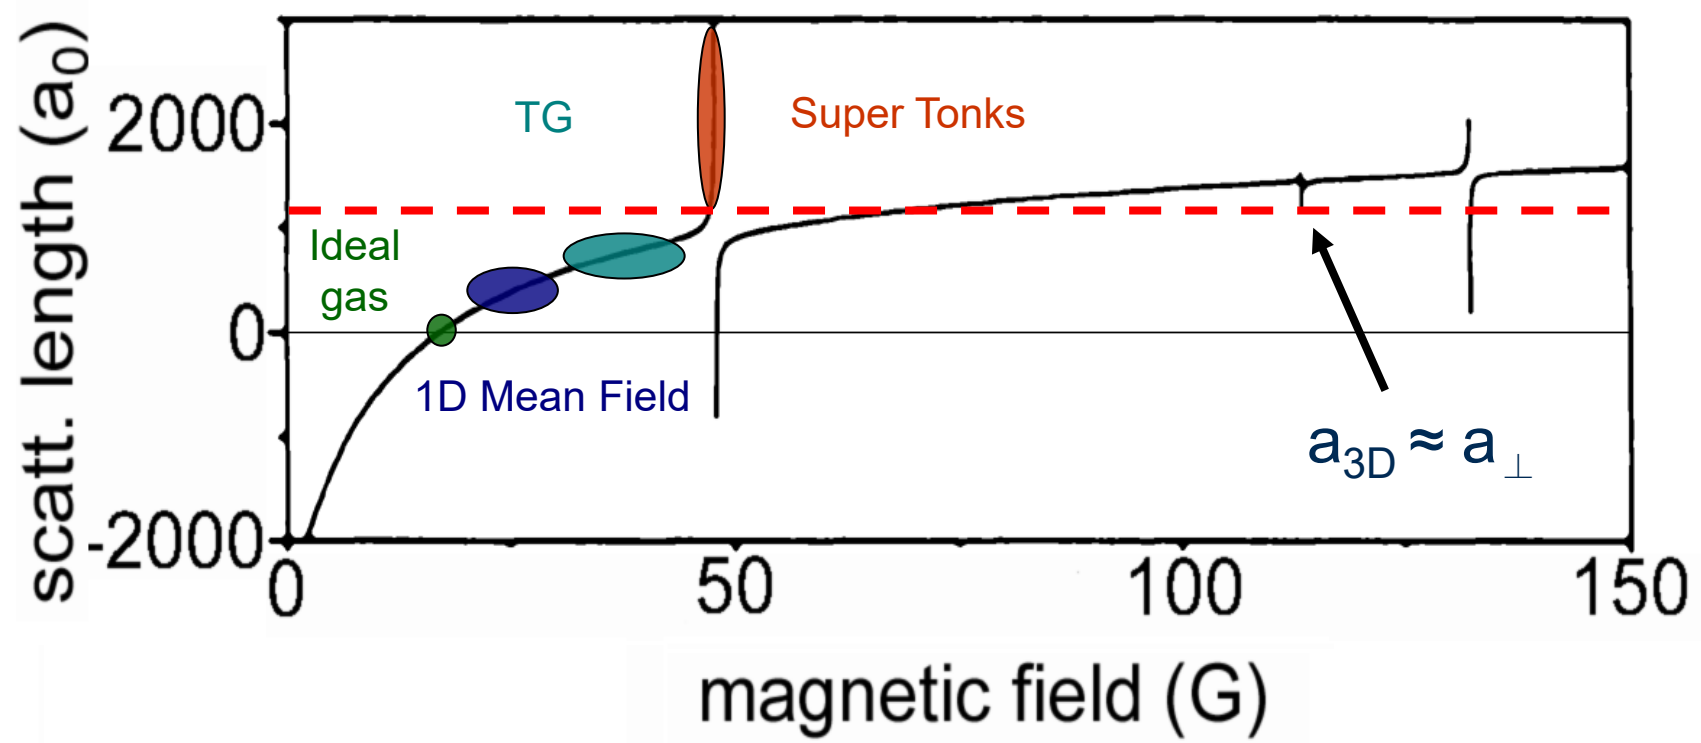 scatt. length (a₀)
2000
0
-2000
TG
Super Tonks
Ideal
gas
1D Mean Field
a₃D ≈ a⊥
0
50
100
150
magnetic field (G)